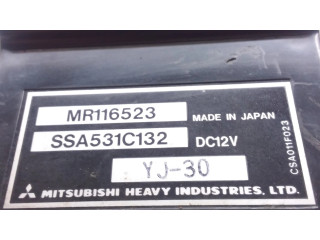 MR116523 MADE IN JAPAN
SSA531C132 DC12V
YJ-30
MITSUBISHI HEAVY INDUSTRIES, LTD.
CSA011F023